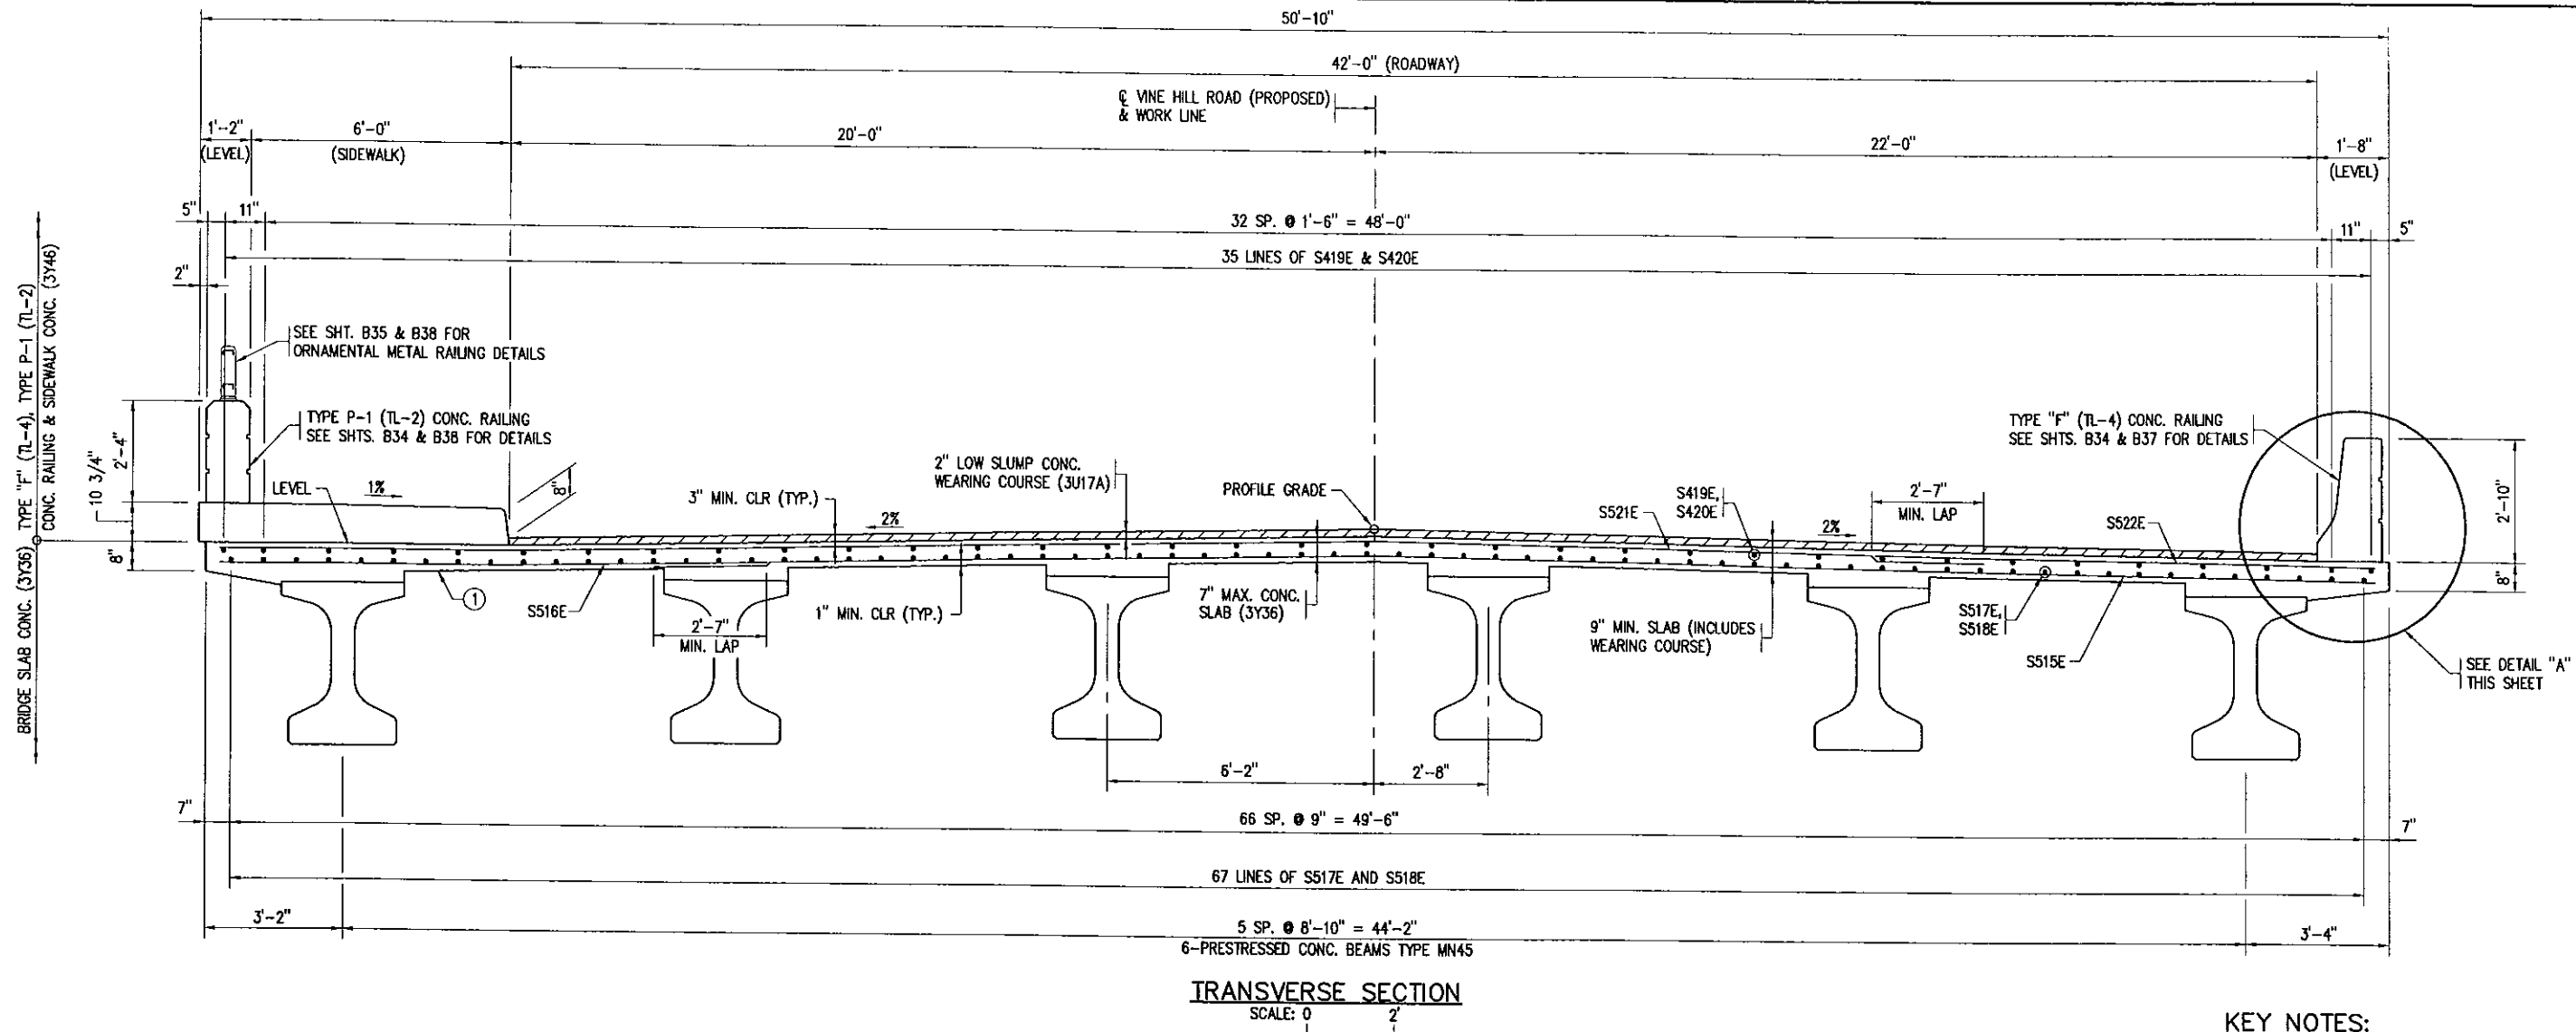 50'-10"
42'-0" (ROADWAY)
℄ VINE HILL ROAD (PROPOSED)
& WORK LINE
1'-2"
(LEVEL)
6'-0"
(SIDEWALK)
20'-0"
22'-0"
1'-8"
(LEVEL)
5"
11"
32 SP. @ 1'-6" = 48'-0"
11"
5"
35 LINES OF S419E & S420E
2"
BRIDGE SLAB CONC. (3Y36)
TYPE "F" (TL-4), TYPE P-1 (TL-2)
CONC. RAILING & SIDEWALK CONC. (3Y46)
SEE SHT. B35 & B38 FOR
ORNAMENTAL METAL RAILING DETAILS
TYPE P-1 (TL-2) CONC. RAILING
SEE SHTS. B34 & B38 FOR DETAILS
2'-4"
10 3/4"
8"
LEVEL
1%
8"
3" MIN. CLR (TYP.)
2" LOW SLUMP CONC.
WEARING COURSE (3U17A)
2%
PROFILE GRADE
S419E,
S420E
S521E
2%
2'-7"
MIN. LAP
S522E
TYPE "F" (TL-4) CONC. RAILING
SEE SHTS. B34 & B37 FOR DETAILS
2'-10"
8"
1
S516E
2'-7"
MIN. LAP
1" MIN. CLR (TYP.)
7" MAX. CONC.
SLAB (3Y36)
9" MIN. SLAB (INCLUDES
WEARING COURSE)
S517E,
S518E
S515E
SEE DETAIL "A"
THIS SHEET
6'-2"
2'-8"
7"
66 SP. @ 9" = 49'-6"
7"
67 LINES OF S517E AND S518E
3'-2"
5 SP. @ 8'-10" = 44'-2"
3'-4"
6-PRESTRESSED CONC. BEAMS TYPE MN45
TRANSVERSE SECTION
SCALE: 0 2'
KEY NOTES: